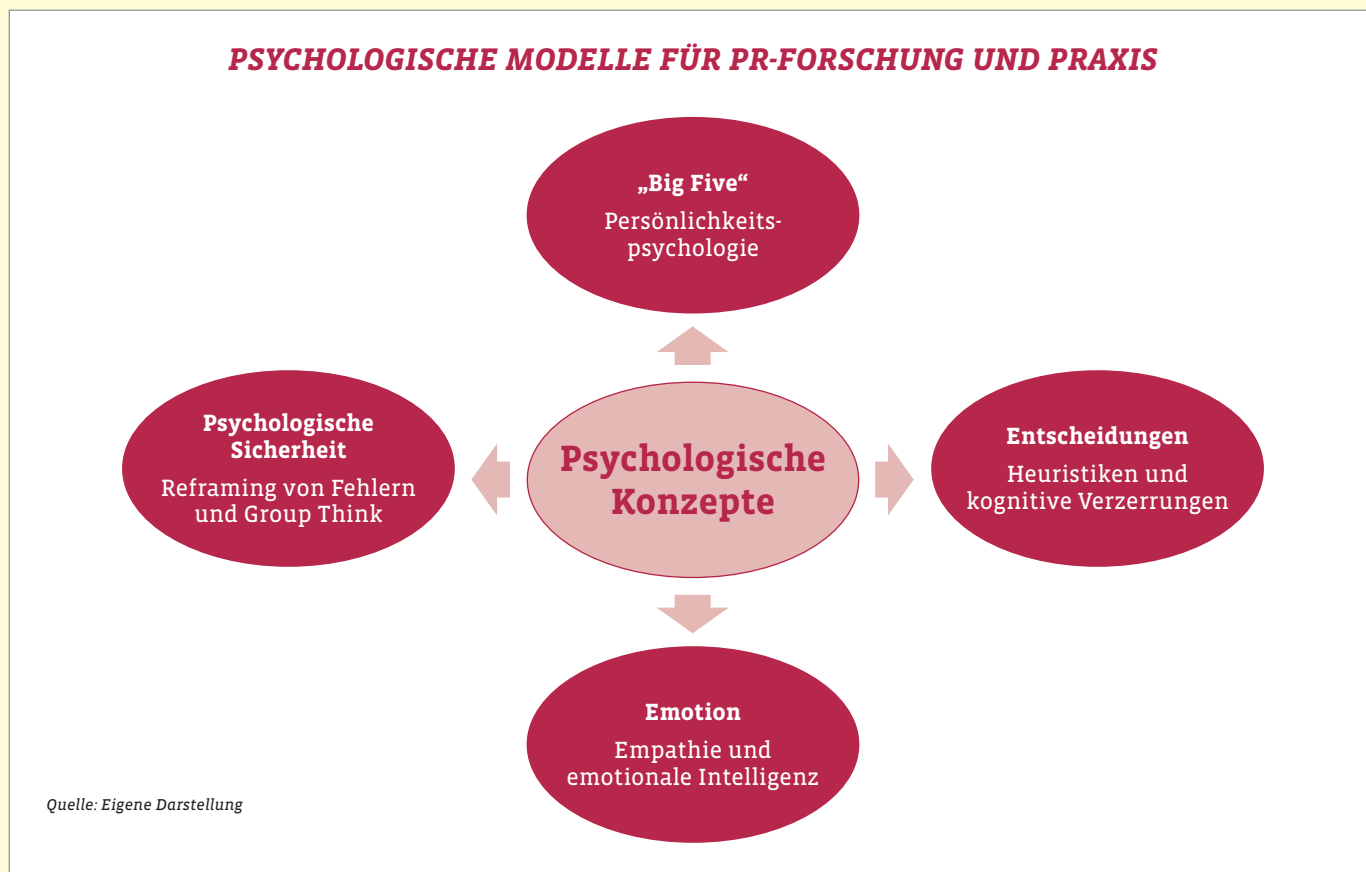 PSYCHOLOGISCHE MODELLE FÜR PR-FORSCHUNG UND PRAXIS
„Big Five“
Persönlichkeits-
psychologie
Psychologische
Sicherheit
Reframing von Fehlern
und Group Think
Psychologische
Konzepte
Entscheidungen
Heuristiken und
kognitive Verzerrungen
Emotion
Empathie und
emotionale Intelligenz
Quelle: Eigene Darstellung